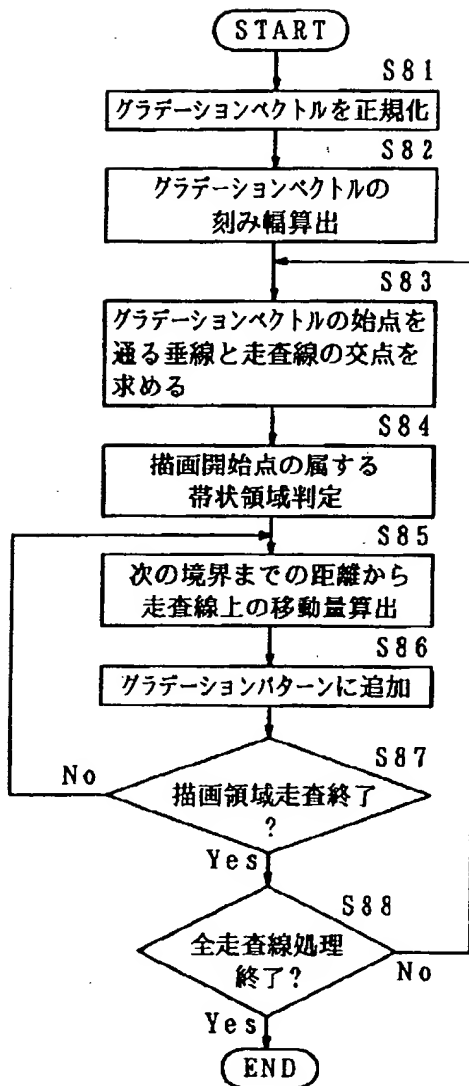 START
S81
グラデーションベクトルを正規化
S82
グラデーションベクトルの
刻み幅算出
S83
グラデーションベクトルの始点を
通る垂線と走査線の交点を
求める
S84
描画開始点の属する
帯状領域判定
S85
次の境界までの距離から
走査線上の移動量算出
S86
グラデーションパターンに追加
S87
No
描画領域走査終了
?
Yes
S88
全走査線処理
終了?
No
Yes
END